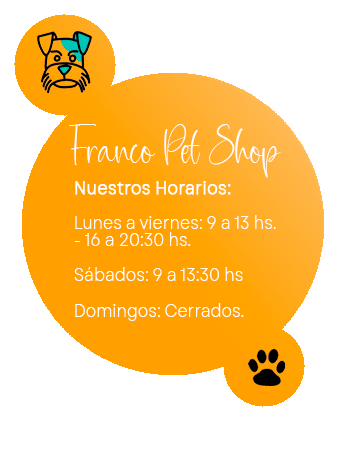 Franco Pet Shop
Nuestros Horarios:
Lunes a viernes: 9 a 13 hs.
- 16 a 20:30 hs.
Sábados: 9 a 13:30 hs
Domingos: Cerrados.